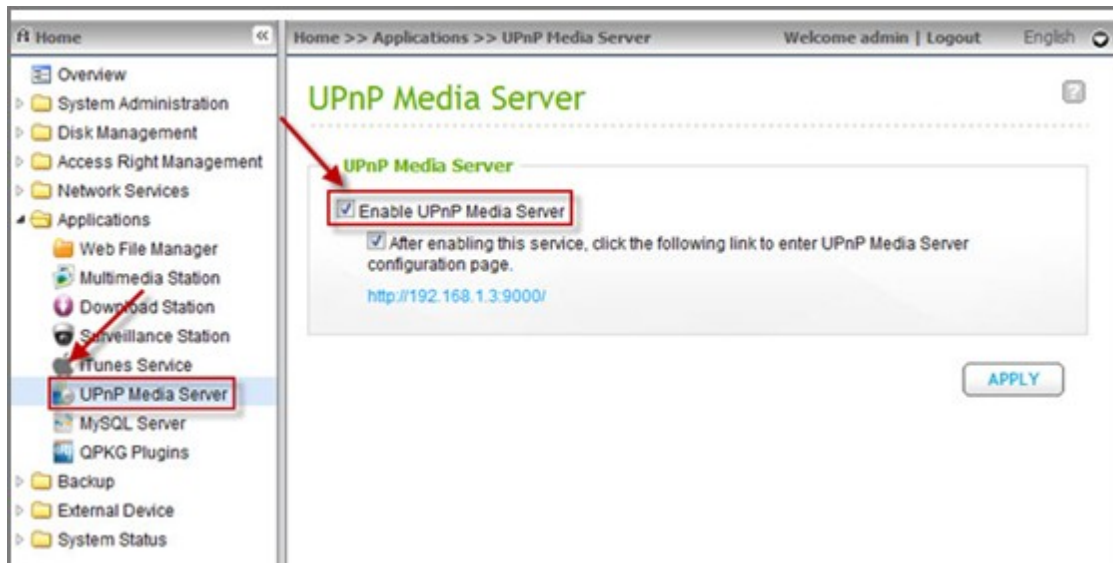 Home
Home >> Applications >> UPnP Media Server
Welcome admin | Logout
English
Overview
System Administration
Disk Management
Access Right Management
Network Services
Applications
Web File Manager
Multimedia Station
Download Station
Surveillance Station
iTunes Service
UPnP Media Server
MySQL Server
QPKG Plugins
Backup
External Device
System Status
UPnP Media Server
UPnP Media Server
Enable UPnP Media Server
After enabling this service, click the following link to enter UPnP Media Server
configuration page.
http://192.168.1.3:9000/
APPLY